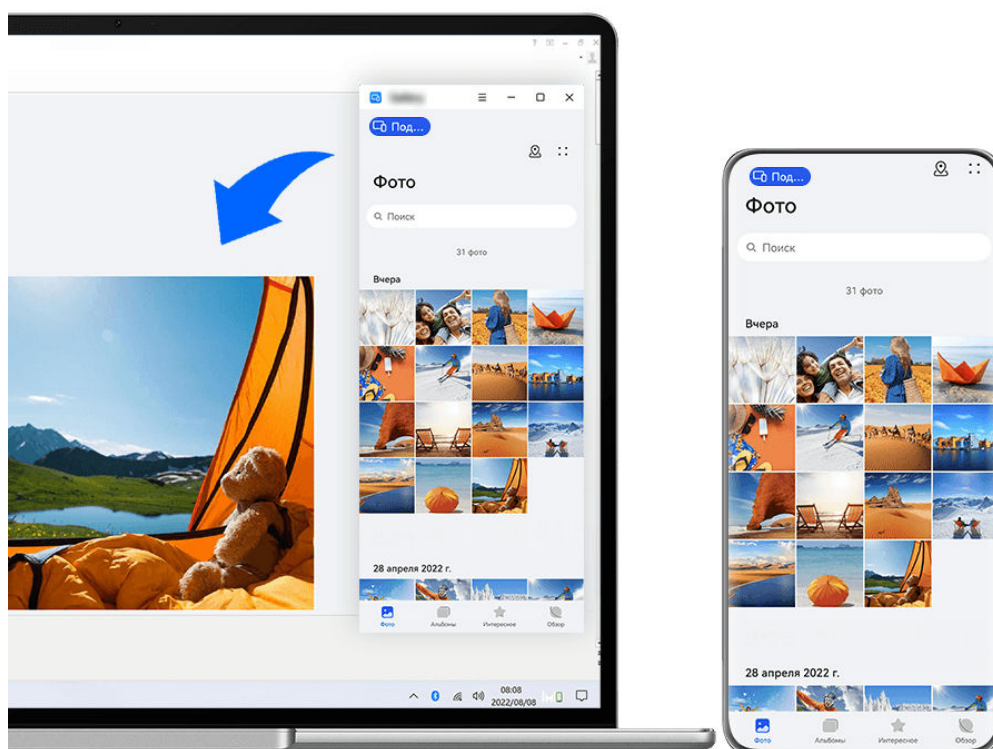 Под...
Фото
Поиск
31 фото
Вчера
28 апреля 2022 г.
Фото
Альбомы
Интересное
Обзор
08:08
2022/08/08
Под...
Фото
Поиск
31 фото
Вчера
28 апреля 2022 г.
Фото
Альбомы
Интересное
Обзор